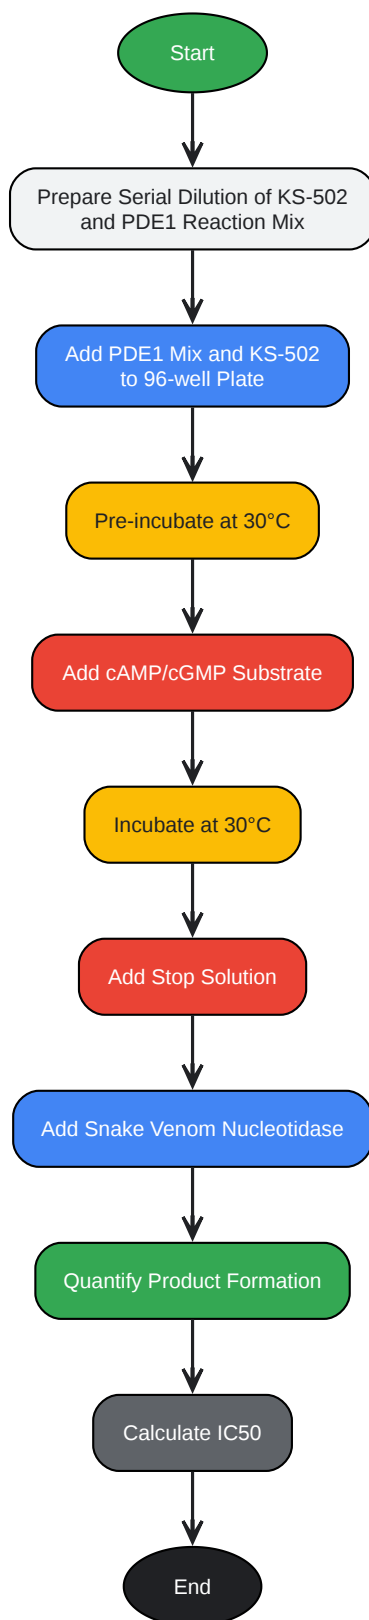 Start
Prepare Serial Dilution of KS-502
and PDE1 Reaction Mix
Add PDE1 Mix and KS-502
to 96-well Plate
Pre-incubate at 30°C
Add cAMP/cGMP Substrate
Incubate at 30°C
Add Stop Solution
Add Snake Venom Nucleotidase
Quantify Product Formation
Calculate IC50
End